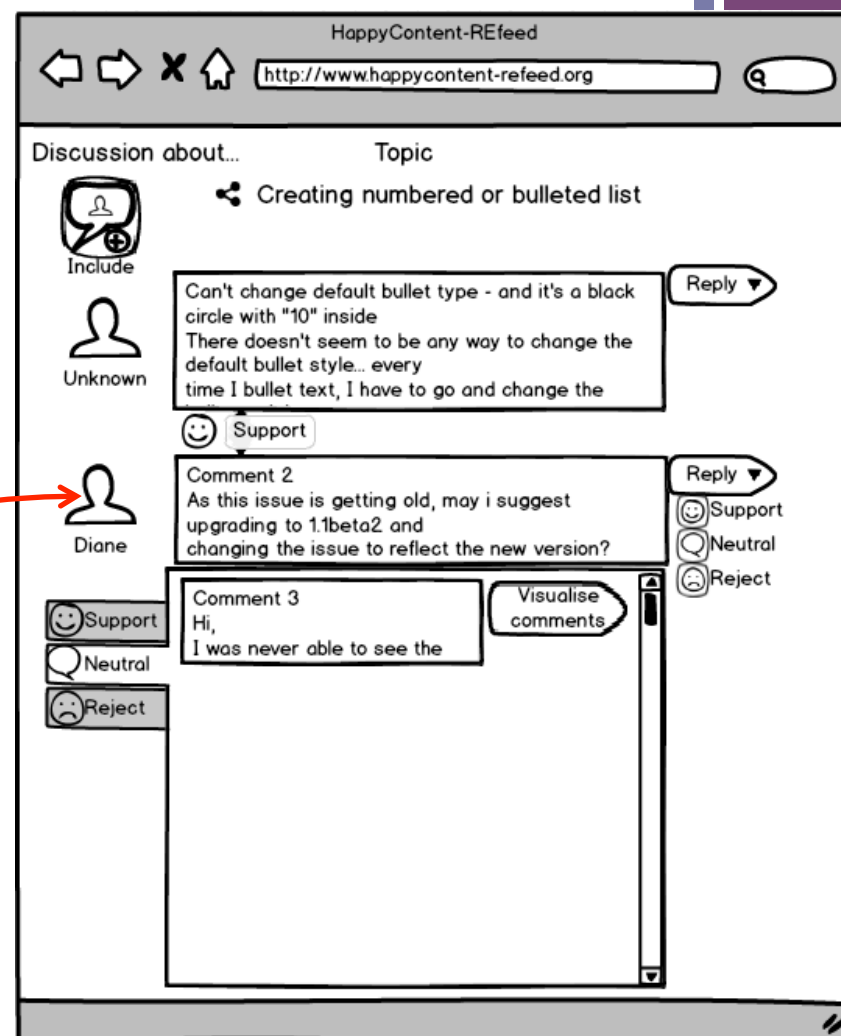 HappyContent-REfeed
http://www.happycontent-refeed.org
Discussion about...
Topic
Creating numbered or bulleted list
Include
Can't change default bullet type - and it's a black
circle with "10" inside
There doesn't seem to be any way to change the
default bullet style... every
time I bullet text, I have to go and change the
Reply
Unknown
Support
Comment 2
As this issue is getting old, may i suggest
upgrading to 1.1beta2 and
changing the issue to reflect the new version?
Reply
Support
Neutral
Reject
Diane
Support
Neutral
Reject
Comment 3
Hi,
I was never able to see the
Visualise
comments